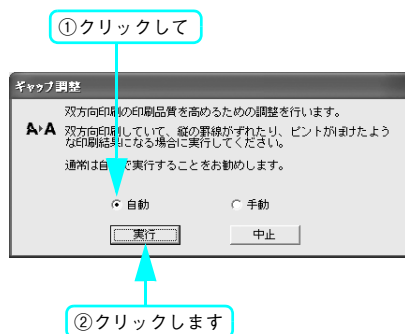 ①クリックして
ギャップ調整
双方向印刷の印刷品質を高めるための調整を行います。
A▸A 双方向印刷していて、縦の罫線がずれたり、ピントがぼけたよう
な印刷結果になる場合に実行してください。
通常は自動で実行することをお勧めします。
自動 手動
実行 中止
②クリックします